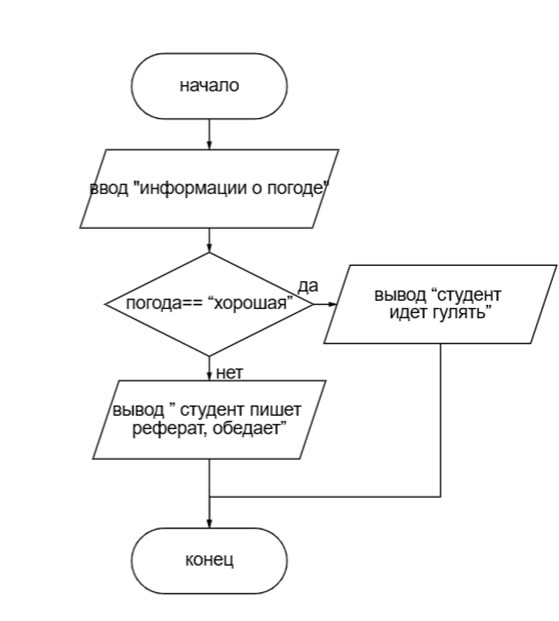 начало
ввод "информации о погоде"
погода== “хорошая”
да
вывод “студент
идет гулять”
нет
вывод ” студент пишет
реферат, обедает”
конец